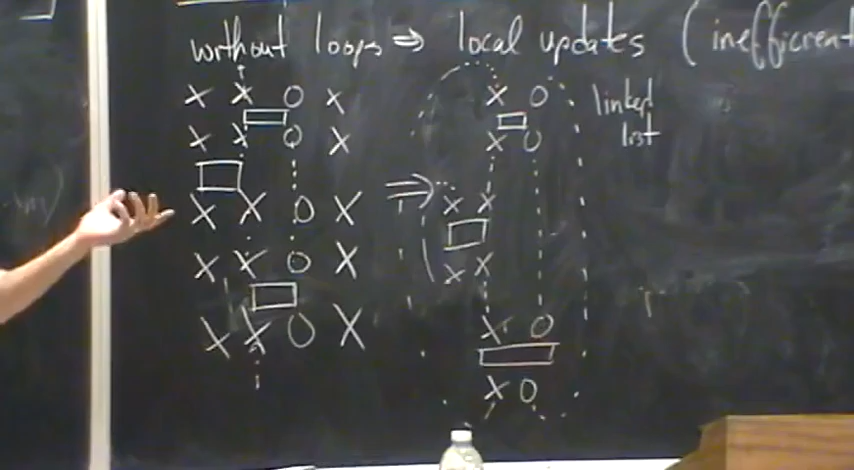 without loops ⇒ local updates (inefficient
X X O X X O linked
X X O X X O list
X X O X ⇒ X X
X X O X X X
X X O X X O
X O